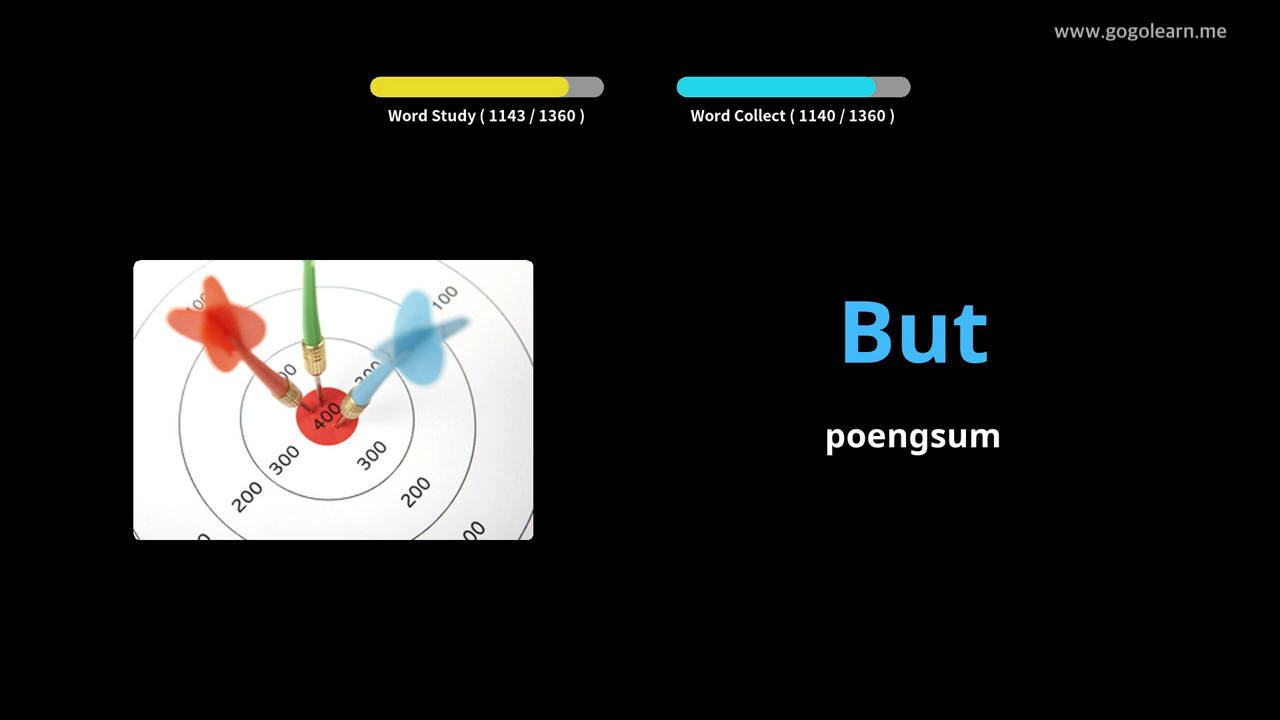 www.gogolearn.me
Word Study ( 1143 / 1360 )
Word Collect ( 1140 / 1360 )
But
poengsum
100
100
200
400
300
300
200
200